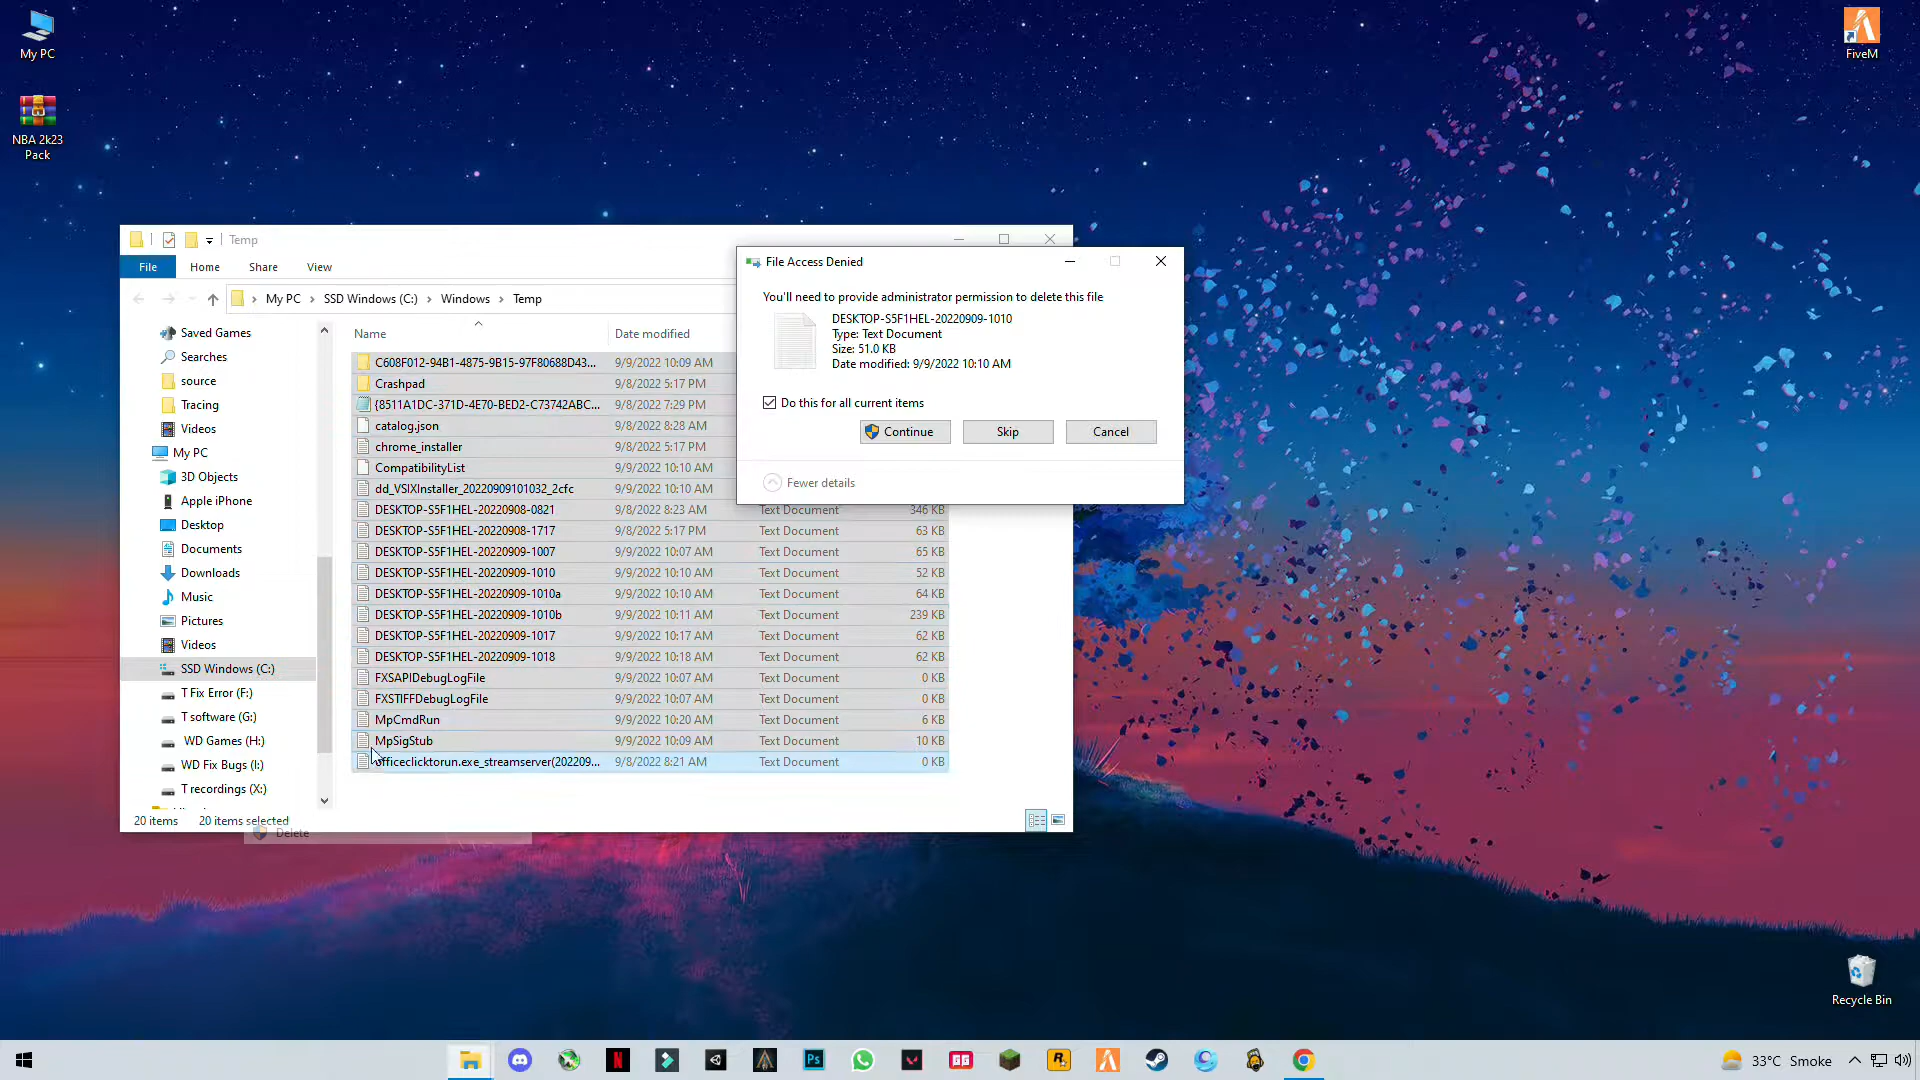 My PC
NBA 2k23
Pack
FiveM
Temp
File
Home
Share
View
My PC
SSD Windows (C:)
Windows
Temp
Saved Games
Searches
source
Tracing
Videos
My PC
3D Objects
Apple iPhone
Desktop
Documents
Downloads
Music
Pictures
Videos
SSD Windows (C:)
T Fix Error (F:)
T software (G:)
WD Games (H:)
WD Fix Bugs (I:)
T recordings (X:)
Name Date modified
C608F012-94B1-4875-9B15-97F80688D43... 9/9/2022 10:09 AM
Crashpad 9/8/2022 5:17 PM
{8511A1DC-371D-4E70-BED2-C73742ABC... 9/8/2022 7:29 PM
catalog.json 9/8/2022 8:28 AM
chrome_installer 9/8/2022 5:17 PM
CompatibilityList 9/9/2022 10:10 AM
dd_VSIXInstaller_20220909101032_2cfc 9/9/2022 10:10 AM
DESKTOP-S5F1HEL-20220908-0821 9/8/2022 8:23 AM Text Document 346 KB
DESKTOP-S5F1HEL-20220908-1717 9/8/2022 5:17 PM Text Document 63 KB
DESKTOP-S5F1HEL-20220909-1007 9/9/2022 10:07 AM Text Document 65 KB
DESKTOP-S5F1HEL-20220909-1010 9/9/2022 10:10 AM Text Document 52 KB
DESKTOP-S5F1HEL-20220909-1010a 9/9/2022 10:10 AM Text Document 64 KB
DESKTOP-S5F1HEL-20220909-1010b 9/9/2022 10:11 AM Text Document 239 KB
DESKTOP-S5F1HEL-20220909-1017 9/9/2022 10:17 AM Text Document 62 KB
DESKTOP-S5F1HEL-20220909-1018 9/9/2022 10:18 AM Text Document 62 KB
FXSAPIDebugLogFile 9/9/2022 10:07 AM Text Document 0 KB
FXSTIFFDebugLogFile 9/9/2022 10:07 AM Text Document 0 KB
MpCmdRun 9/9/2022 10:20 AM Text Document 6 KB
MpSigStub 9/9/2022 10:09 AM Text Document 10 KB
officeclicktorun.exe_streamserver(202209... 9/8/2022 8:21 AM Text Document 0 KB
20 items 20 items selected
Delete
File Access Denied
You'll need to provide administrator permission to delete this file
DESKTOP-S5F1HEL-20220909-1010
Type: Text Document
Size: 51.0 KB
Date modified: 9/9/2022 10:10 AM
Do this for all current items
Continue
Skip
Cancel
Fewer details
Recycle Bin
Ps
33°C Smoke